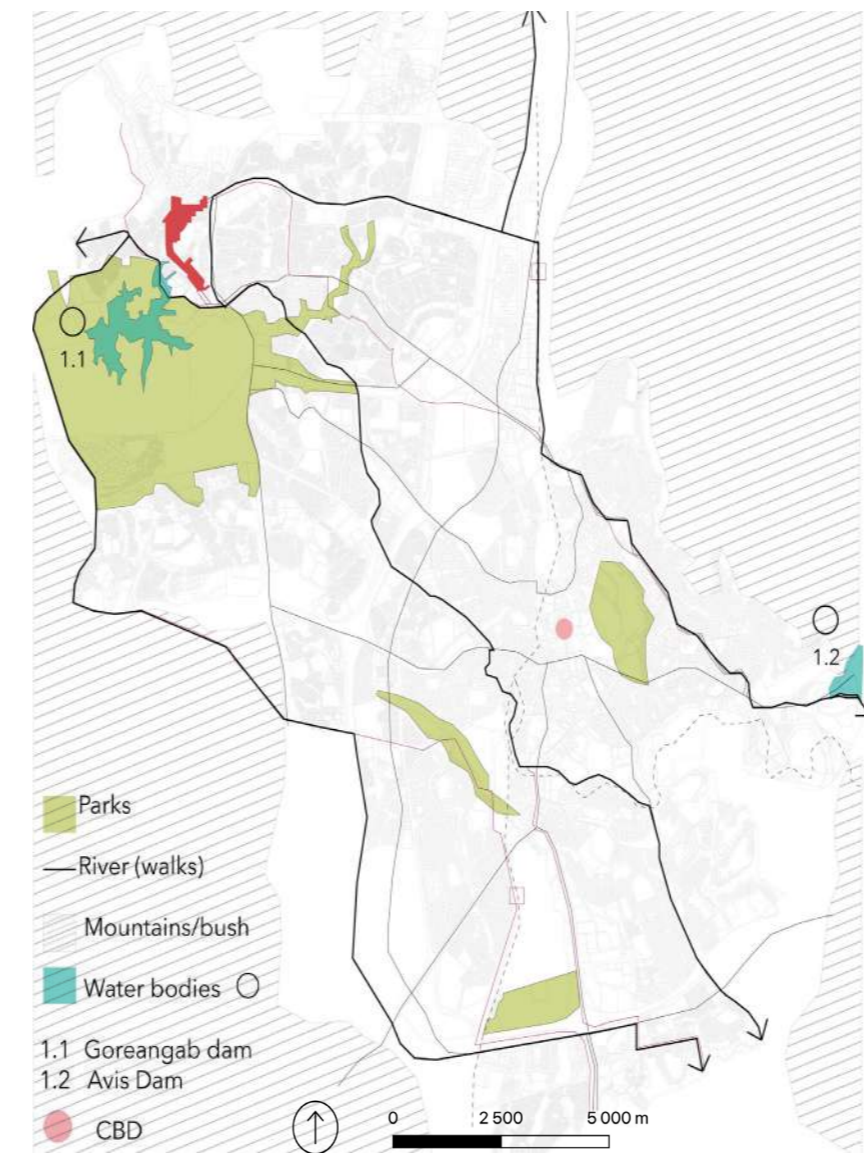 1.1
1.2
Parks
River (walks)
Mountains/bush
Water bodies
1.1 Goreangab dam
1.2 Avis Dam
CBD
0 2 500 5 000 m